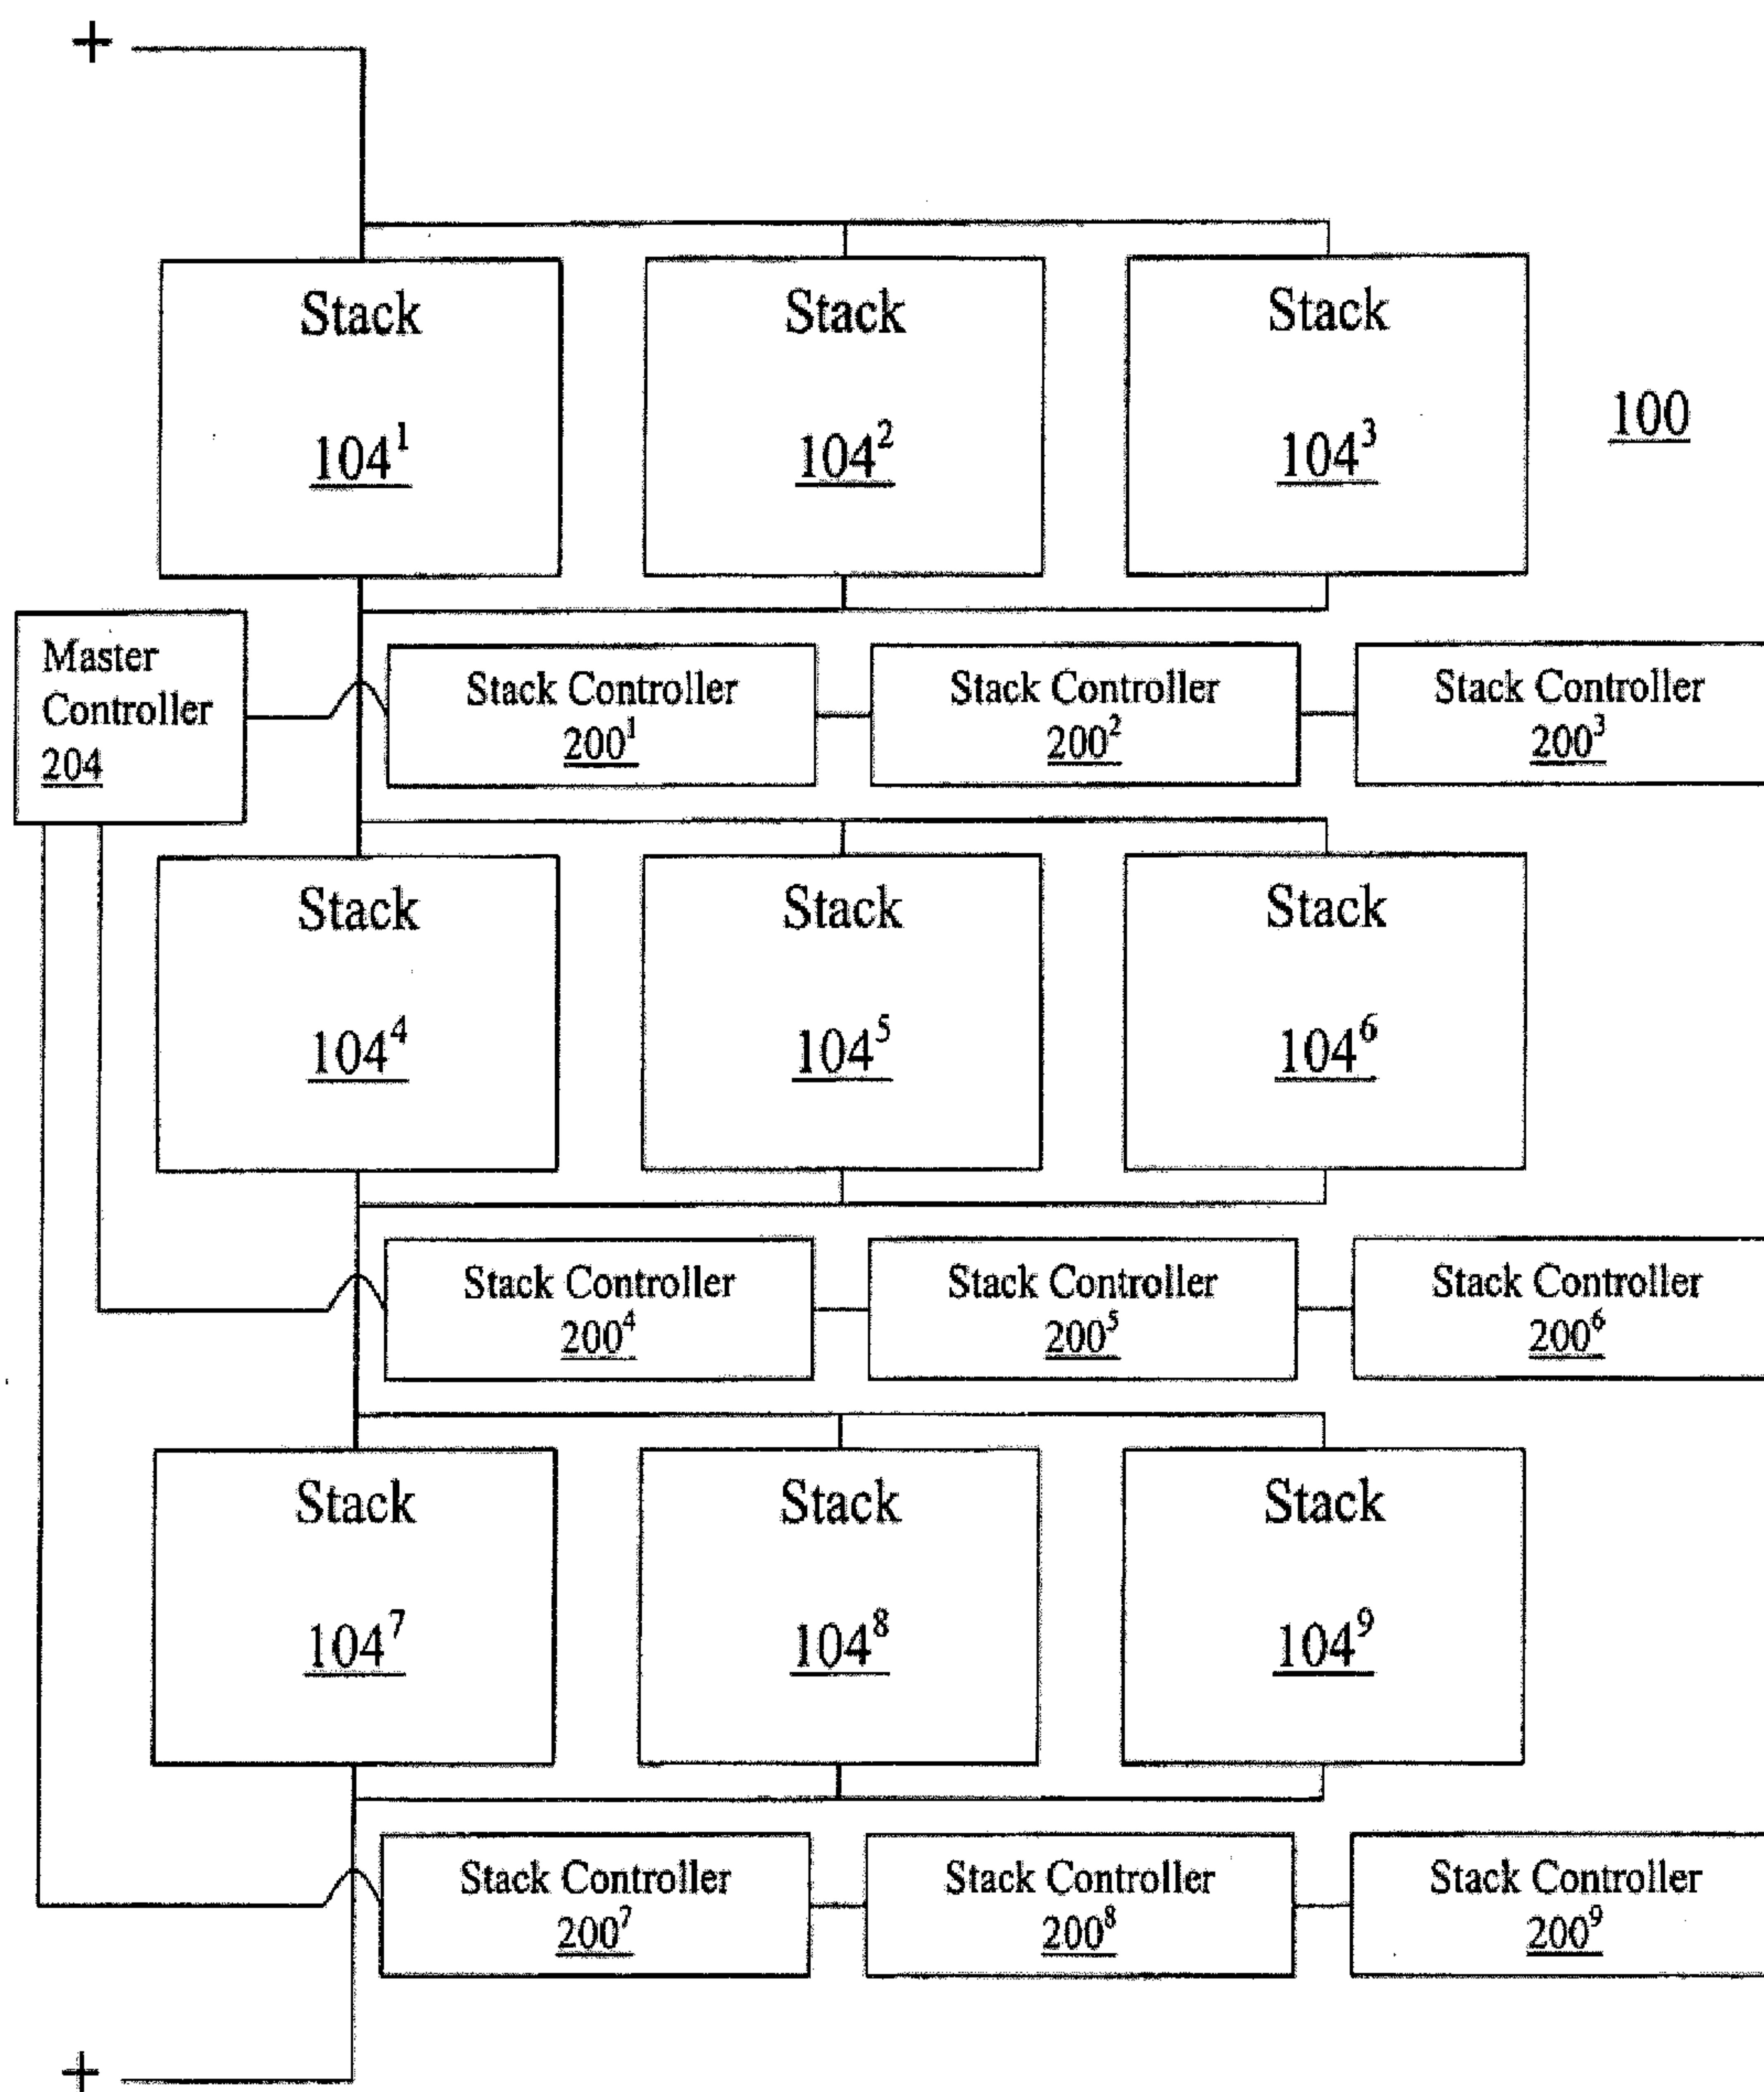 +
Stack Stack Stack
104¹ 104² 104³
100
Master
Controller
204
Stack Controller
200¹
Stack Controller
200²
Stack Controller
200³
Stack Stack Stack
104⁴ 104⁵ 104⁶
Stack Controller
200⁴
Stack Controller
200⁵
Stack Controller
200⁶
Stack Stack Stack
104⁷ 104⁸ 104⁹
Stack Controller
200⁷
Stack Controller
200⁸
Stack Controller
200⁹
+